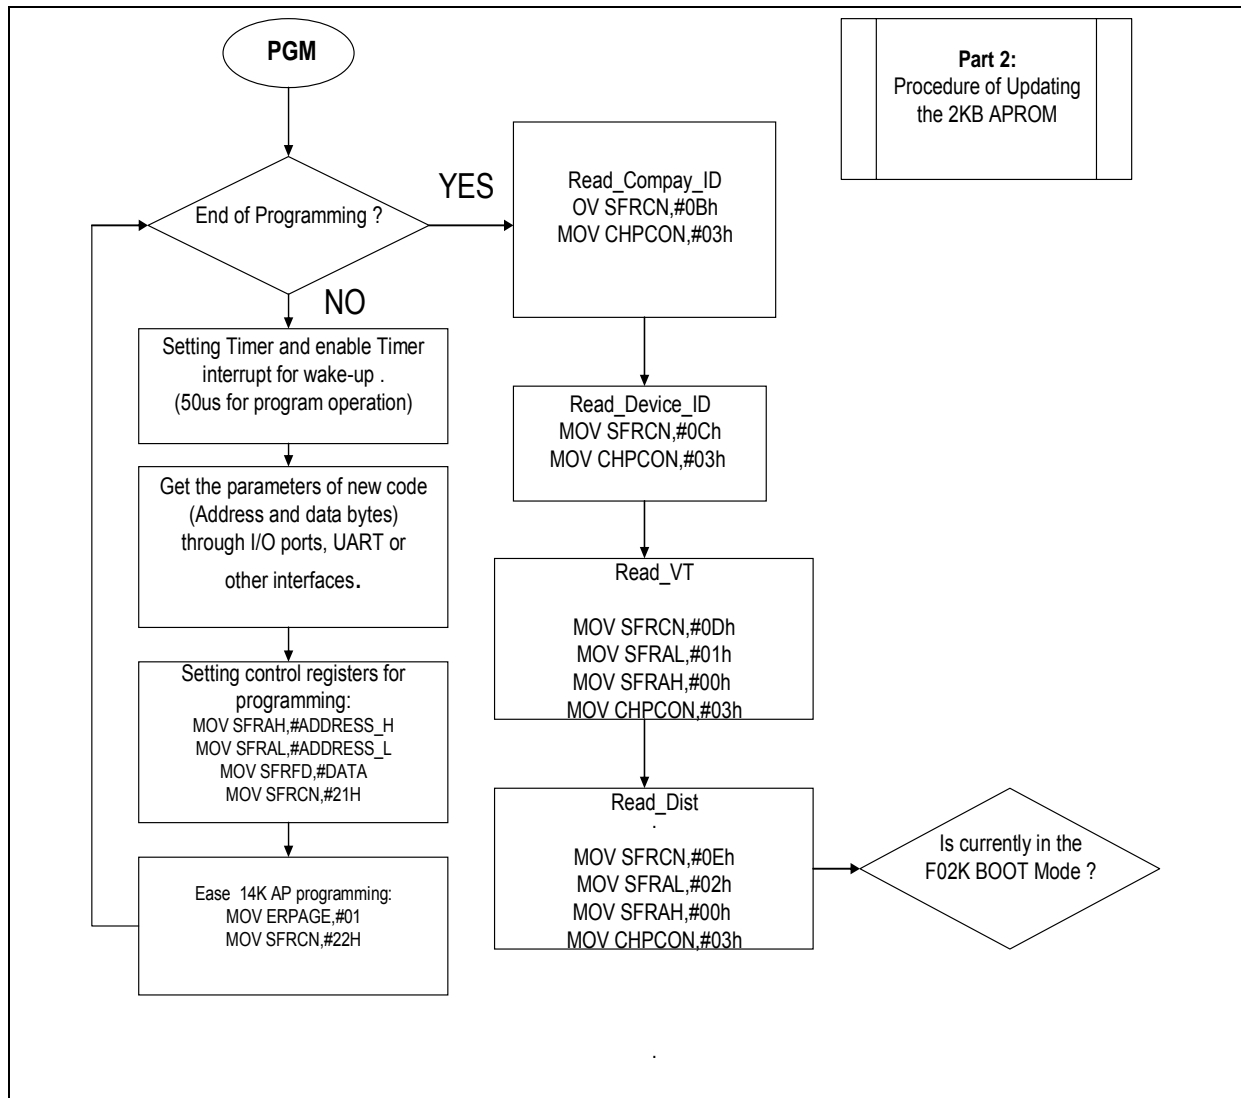 PGM
Part 2:
Procedure of Updating
the 2KB APROM
End of Programming ?
YES
NO
Setting Timer and enable Timer
interrupt for wake-up .
(50us for program operation)
Get the parameters of new code
(Address and data bytes)
through I/O ports, UART or
other interfaces.
Setting control registers for
programming:
MOV SFRAH,#ADDRESS_H
MOV SFRAL,#ADDRESS_L
MOV SFRFD,#DATA
MOV SFRCN,#21H
Ease 14K AP programming:
MOV ERPAGE,#01
MOV SFRCN,#22H
Read_Compay_ID
OV SFRCN,#0Bh
MOV CHPCON,#03h
Read_Device_ID
MOV SFRCN,#0Ch
MOV CHPCON,#03h
Read_VT
MOV SFRCN,#0Dh
MOV SFRAL,#01h
MOV SFRAH,#00h
MOV CHPCON,#03h
Read_Dist
.
MOV SFRCN,#0Eh
MOV SFRAL,#02h
MOV SFRAH,#00h
MOV CHPCON,#03h
Is currently in the
F02K BOOT Mode ?
.